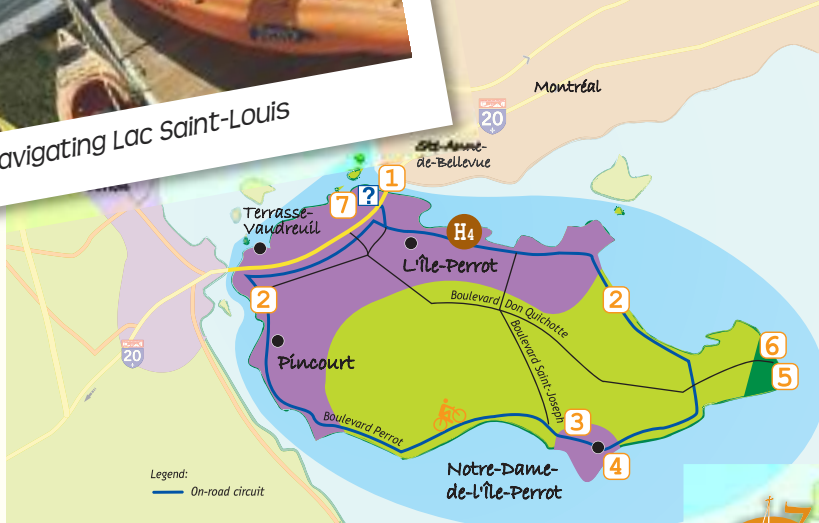 avigating Lac Saint-Louis
Montréal
20
Ste-Anne-
de-Bellevue
1
?
7
Terrasse-
Vaudreuil
H4
L'Île-Perrot
2
2
Boulevard Don Quichotte
Boulevard Saint-Joseph
20
Pincourt
6
5
Boulevard Perrot
3
4
Notre-Dame-
de-l'Île-Perrot
Legend:
On-road circuit